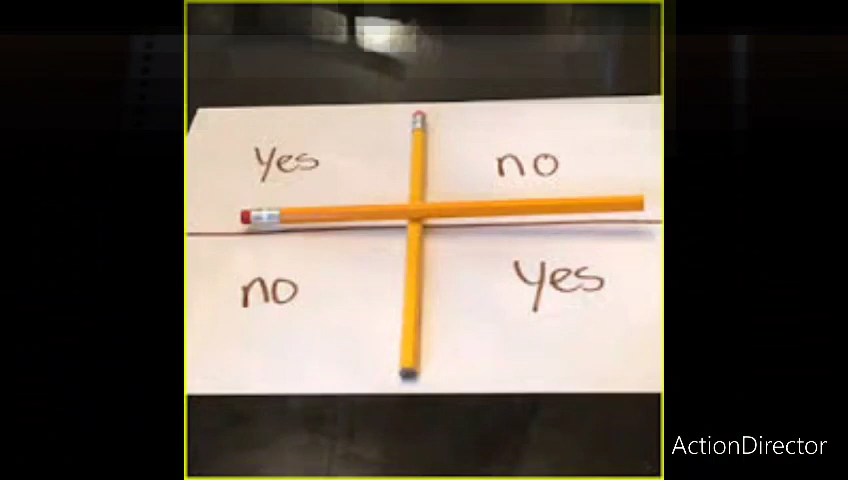 yes no
no yes
ActionDirector